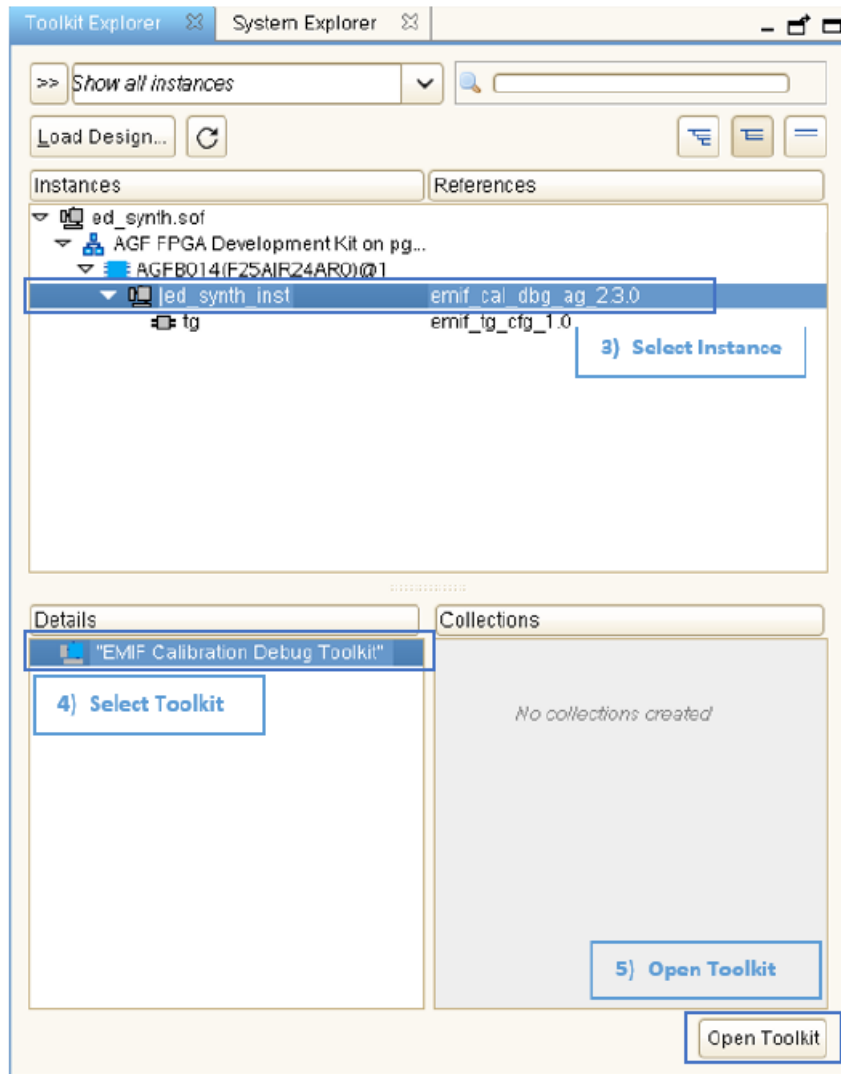 Toolkit Explorer System Explorer
>> Show all instances
Load Design...
Instances References
ed_synth.sof
AGF FPGA Development Kit on pg...
AGFB014(F25AIR24AR0)@1
|ed_synth_inst emif_cal_dbg_ag_2.3.0
tg emif_tg_cfg_1.0
3) Select Instance
Details Collections
"EMIF Calibration Debug Toolkit"
4) Select Toolkit
No collections created
5) Open Toolkit
Open Toolkit